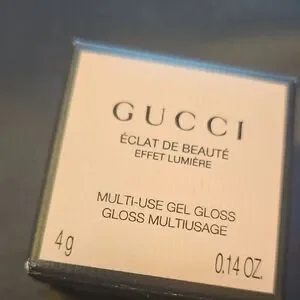 GUCCI
ÉCLAT DE BEAUTÉ
EFFET LUMIÈRE
MULTI-USE GEL GLOSS
GLOSS MULTIUSAGE
4 g 0.14 OZ.